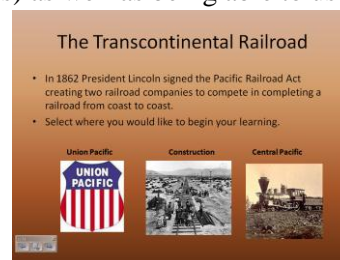 The Transcontinental Railroad
• In 1862 President Lincoln signed the Pacific Railroad Act
creating two railroad companies to compete in completing a
railroad from coast to coast.
• Select where you would like to begin your learning.
Union Pacific
Construction
Central Pacific
UNION
PACIFIC